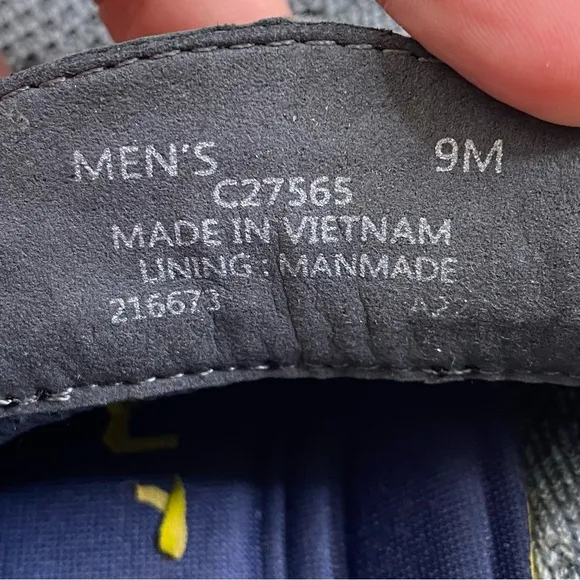 MEN'S 9M
C27565
MADE IN VIETNAM
LINING : MANMADE
216673